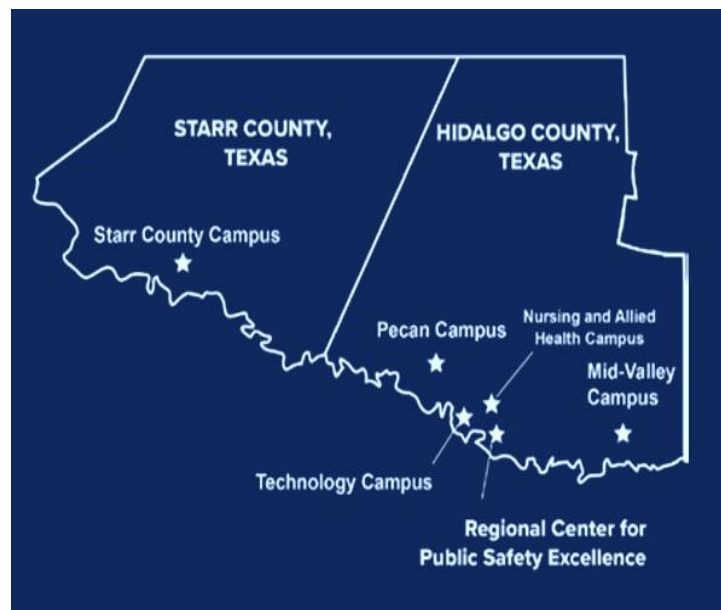 STARR COUNTY,
TEXAS
HIDALGO COUNTY,
TEXAS
Starr County Campus
Pecan Campus
Nursing and Allied
Health Campus
Mid-Valley
Campus
Technology Campus
Regional Center for
Public Safety Excellence